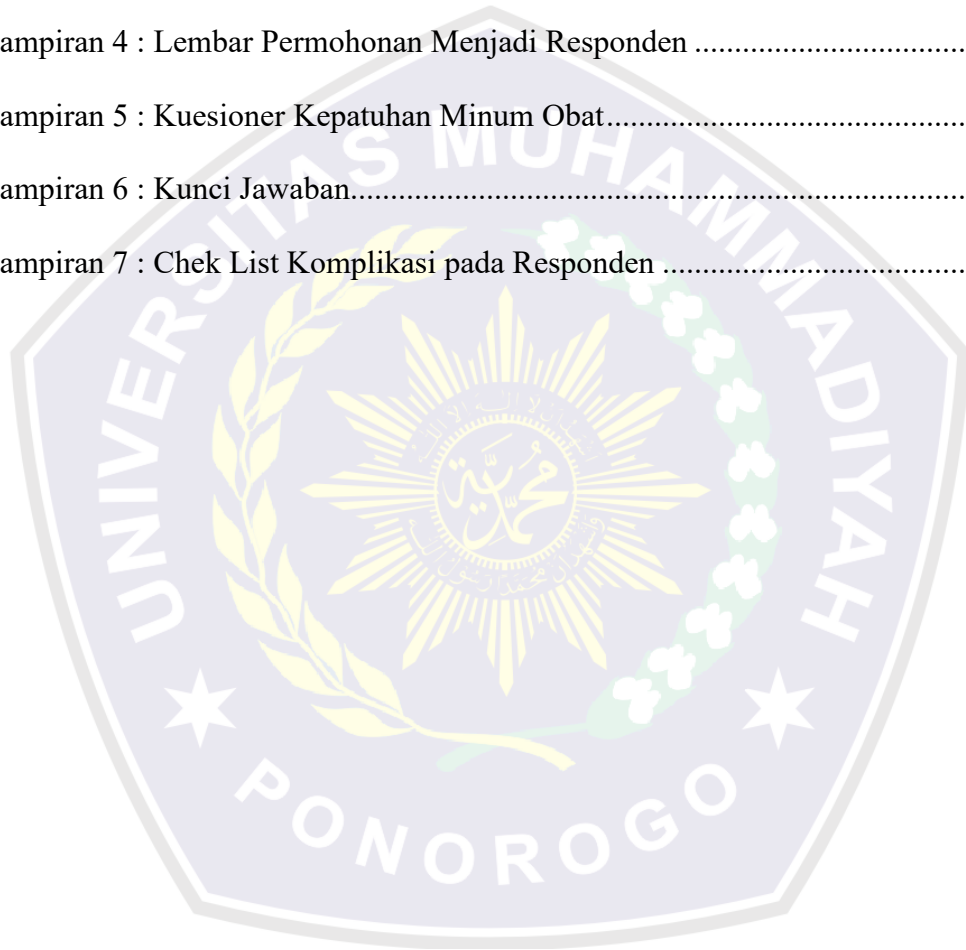 ampiran 4 : Lembar Permohonan Menjadi Responden ..................................
ampiran 5 : Kuesioner Kepatuhan Minum Obat.............................................
ampiran 6 : Kunci Jawaban.............................................................................
ampiran 7 : Chek List Komplikasi pada Responden ......................................
UNIVERSITAS MUHAMMADIYAH
محمدية
PONOROGO